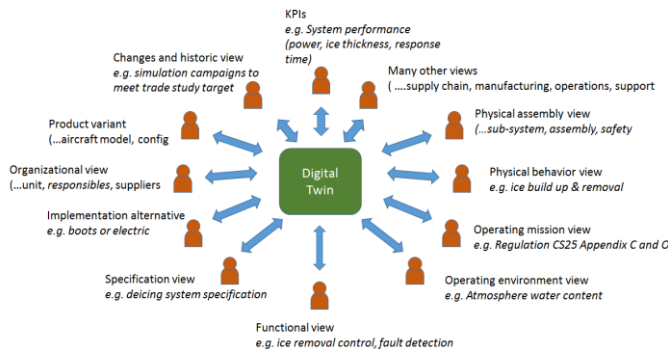 KPIs
e.g. System performance
(power, ice thickness, response
time)
Changes and historic view
e.g. simulation campaigns to
meet trade study target
Many other views
( ....supply chain, manufacturing, operations, support
Product variant
(...aircraft model, config
Physical assembly view
(...sub-system, assembly, safety
Organizational view
(...unit, responsibles, suppliers
Digital
Twin
Physical behavior view
e.g. ice build up & removal
Implementation alternative
e.g. boots or electric
Operating mission view
e.g. Regulation CS25 Appendix C and O
Specification view
e.g. deicing system specification
Operating environment view
e.g. Atmosphere water content
Functional view
e.g. ice removal control, fault detection